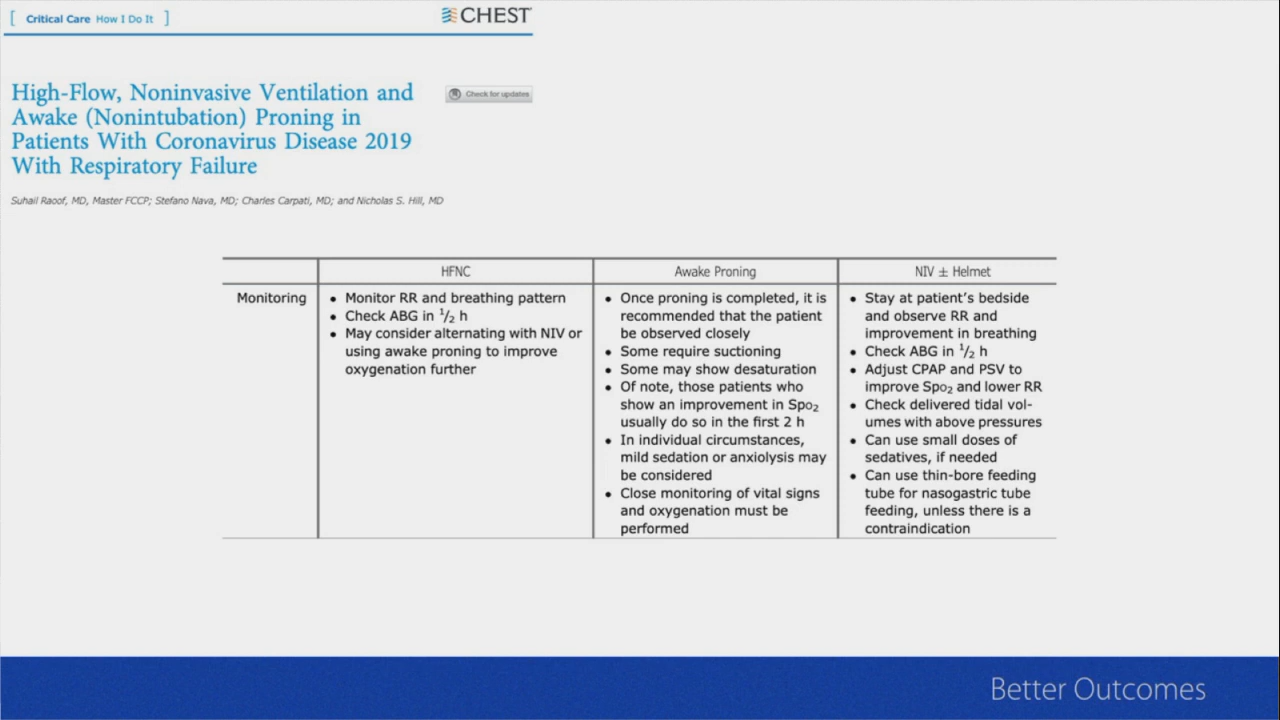 [ Critical Care How I Do It ]
CHEST
High-Flow, Noninvasive Ventilation and
Awake (Nonintubation) Proning in
Patients With Coronavirus Disease 2019
With Respiratory Failure
Check for updates
Suhail Raoof, MD, Master FCCP; Stefano Nava, MD; Charles Carpati, MD; and Nicholas S. Hill, MD
HFNC
Awake Proning
NIV ± Helmet
Monitoring
• Monitor RR and breathing pattern
• Check ABG in 1/2 h
• May consider alternating with NIV or
using awake proning to improve
oxygenation further
• Once proning is completed, it is
recommended that the patient
be observed closely
• Some require suctioning
• Some may show desaturation
• Of note, those patients who
show an improvement in SpO2
usually do so in the first 2 h
• In individual circumstances,
mild sedation or anxiolysis may
be considered
• Close monitoring of vital signs
and oxygenation must be
performed
• Stay at patient's bedside
and observe RR and
improvement in breathing
• Check ABG in 1/2 h
• Adjust CPAP and PSV to
improve SpO2 and lower RR
• Check delivered tidal vol-
umes with above pressures
• Can use small doses of
sedatives, if needed
• Can use thin-bore feeding
tube for nasogastric tube
feeding, unless there is a
contraindication
Better Outcomes